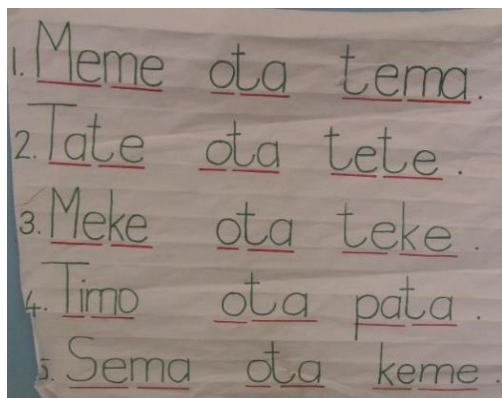 1. Meme ota tema.
2. Tate ota tete.
3. Meke ota teke.
4. Timo ota pata.
5. Sema ota keme.